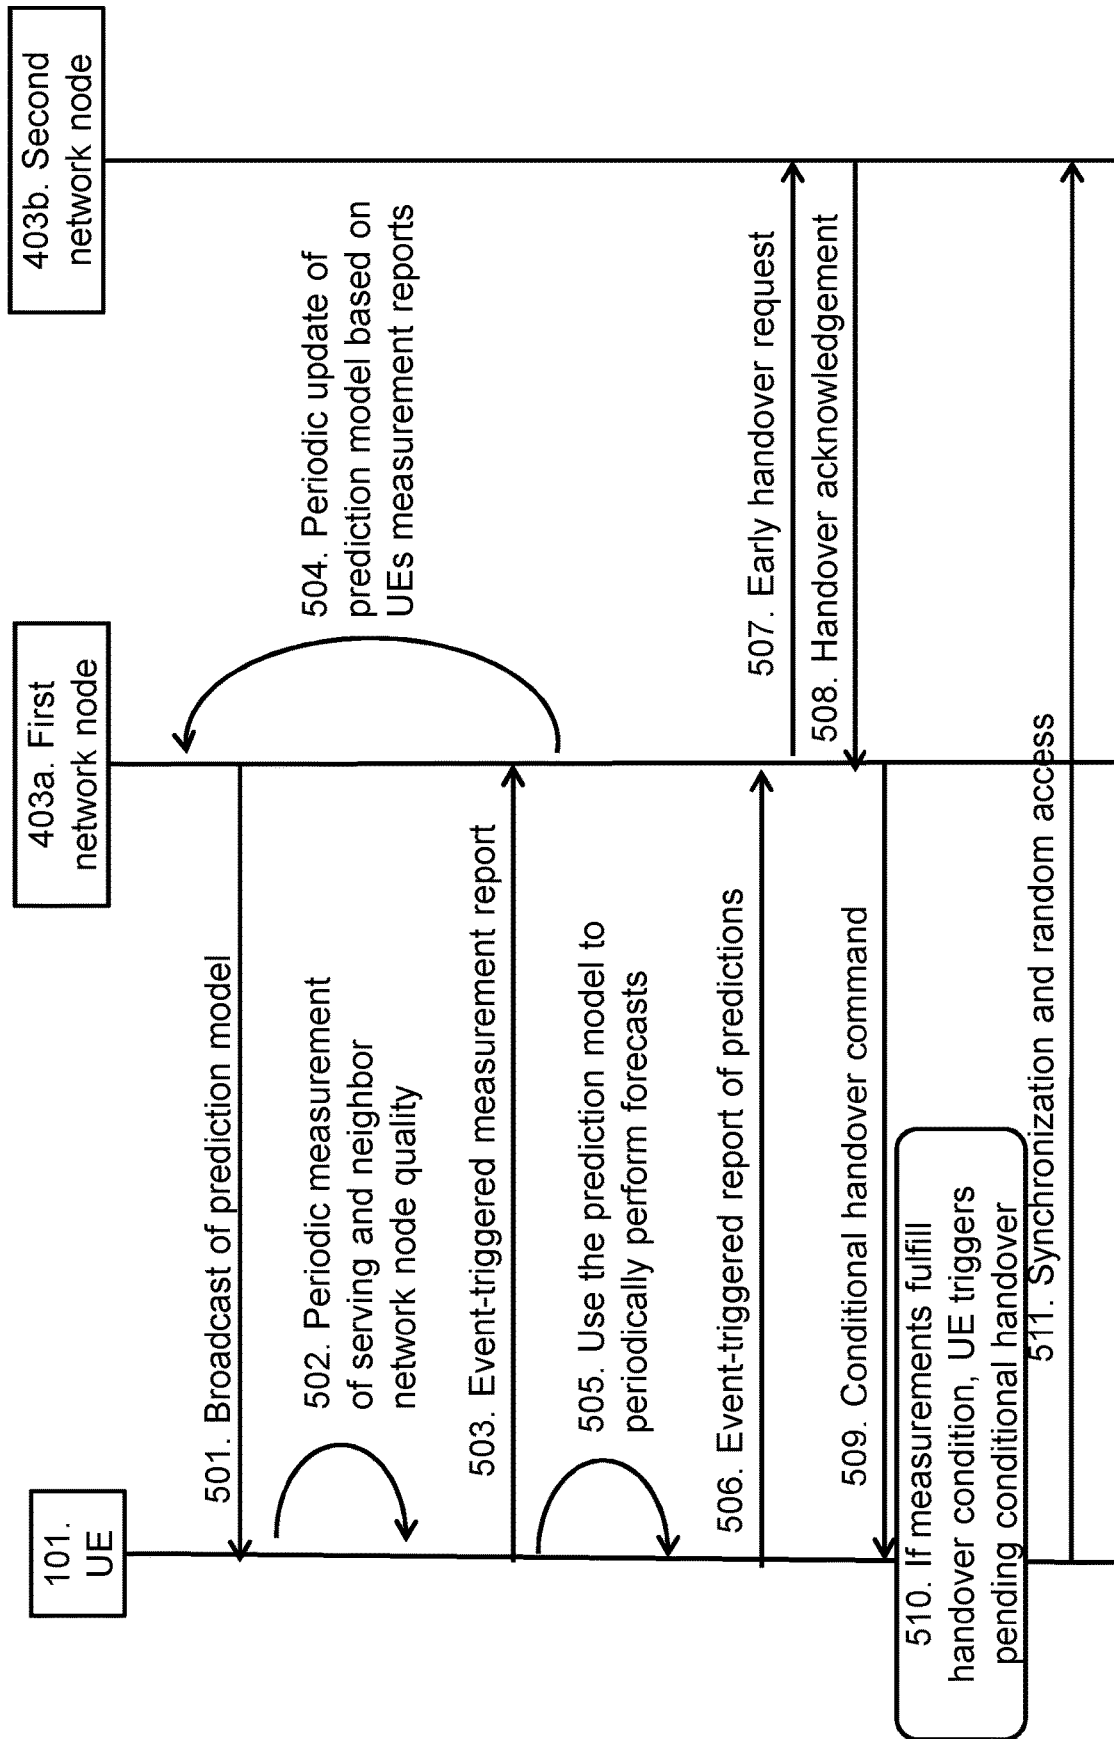 101.
UE
403a. First
network node
403b. Second
network node
501. Broadcast of prediction model
502. Periodic measurement
of serving and neighbor
network node quality
503. Event-triggered measurement report
504. Periodic update of
prediction model based on
UEs measurement reports
505. Use the prediction model to
periodically perform forecasts
506. Event-triggered report of predictions
507. Early handover request
508. Handover acknowledgement
509. Conditional handover command
510. If measurements fulfill
handover condition, UE triggers
pending conditional handover
511. Synchronization and random access